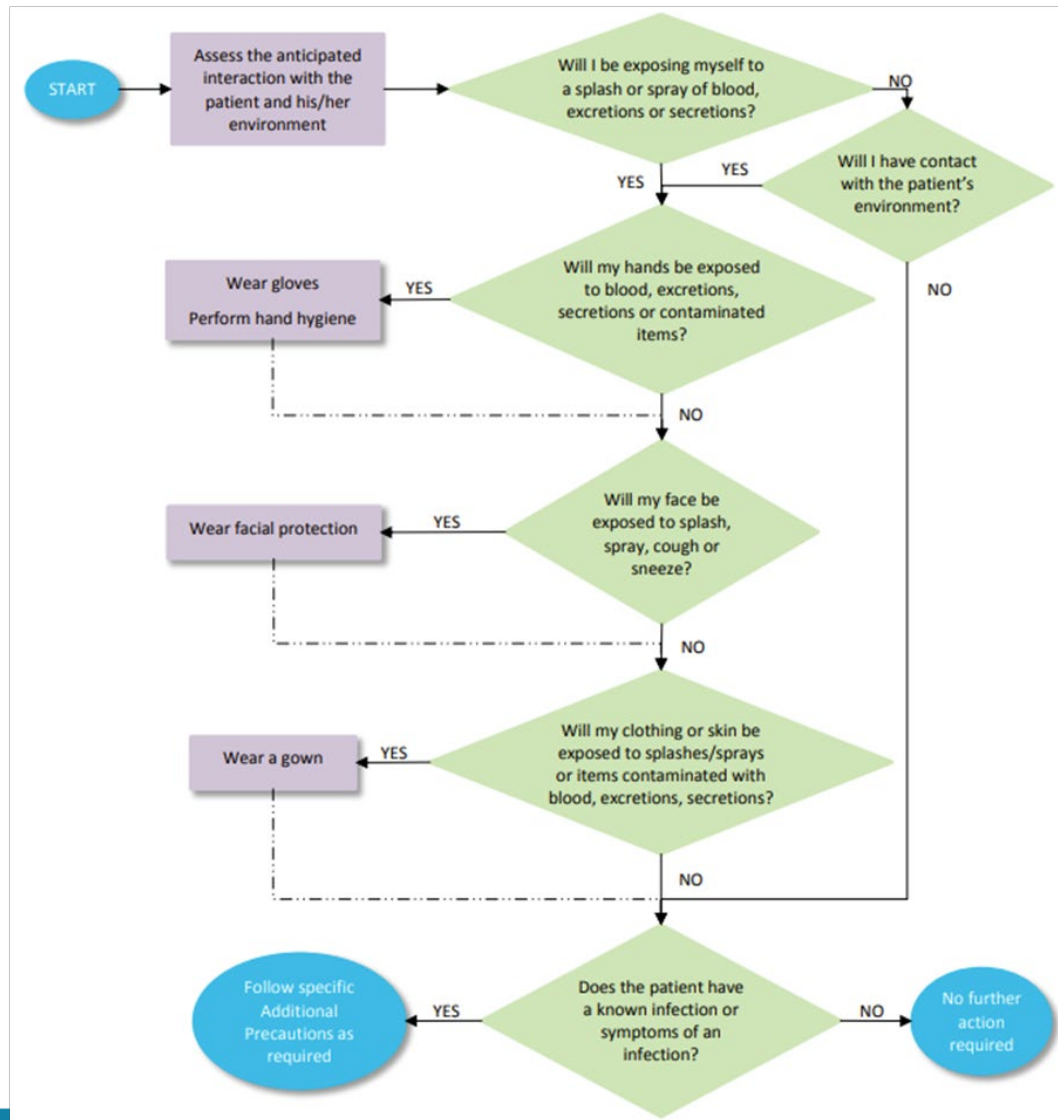 START
Assess the anticipated
interaction with the
patient and his/her
environment
Will I be exposing myself to
a splash or spray of blood,
excretions or secretions?
NO
YES
Will I have contact
with the patient's
environment?
YES
NO
Will my hands be exposed
to blood, excretions,
secretions or contaminated
items?
YES
Wear gloves
Perform hand hygiene
NO
Will my face be
exposed to splash,
spray, cough or
sneeze?
YES
Wear facial protection
NO
Will my clothing or skin be
exposed to splashes/sprays
or items contaminated with
blood, excretions, secretions?
YES
Wear a gown
NO
Does the patient have
a known infection or
symptoms of an
infection?
YES
Follow specific
Additional
Precautions as
required
NO
No further
action
required